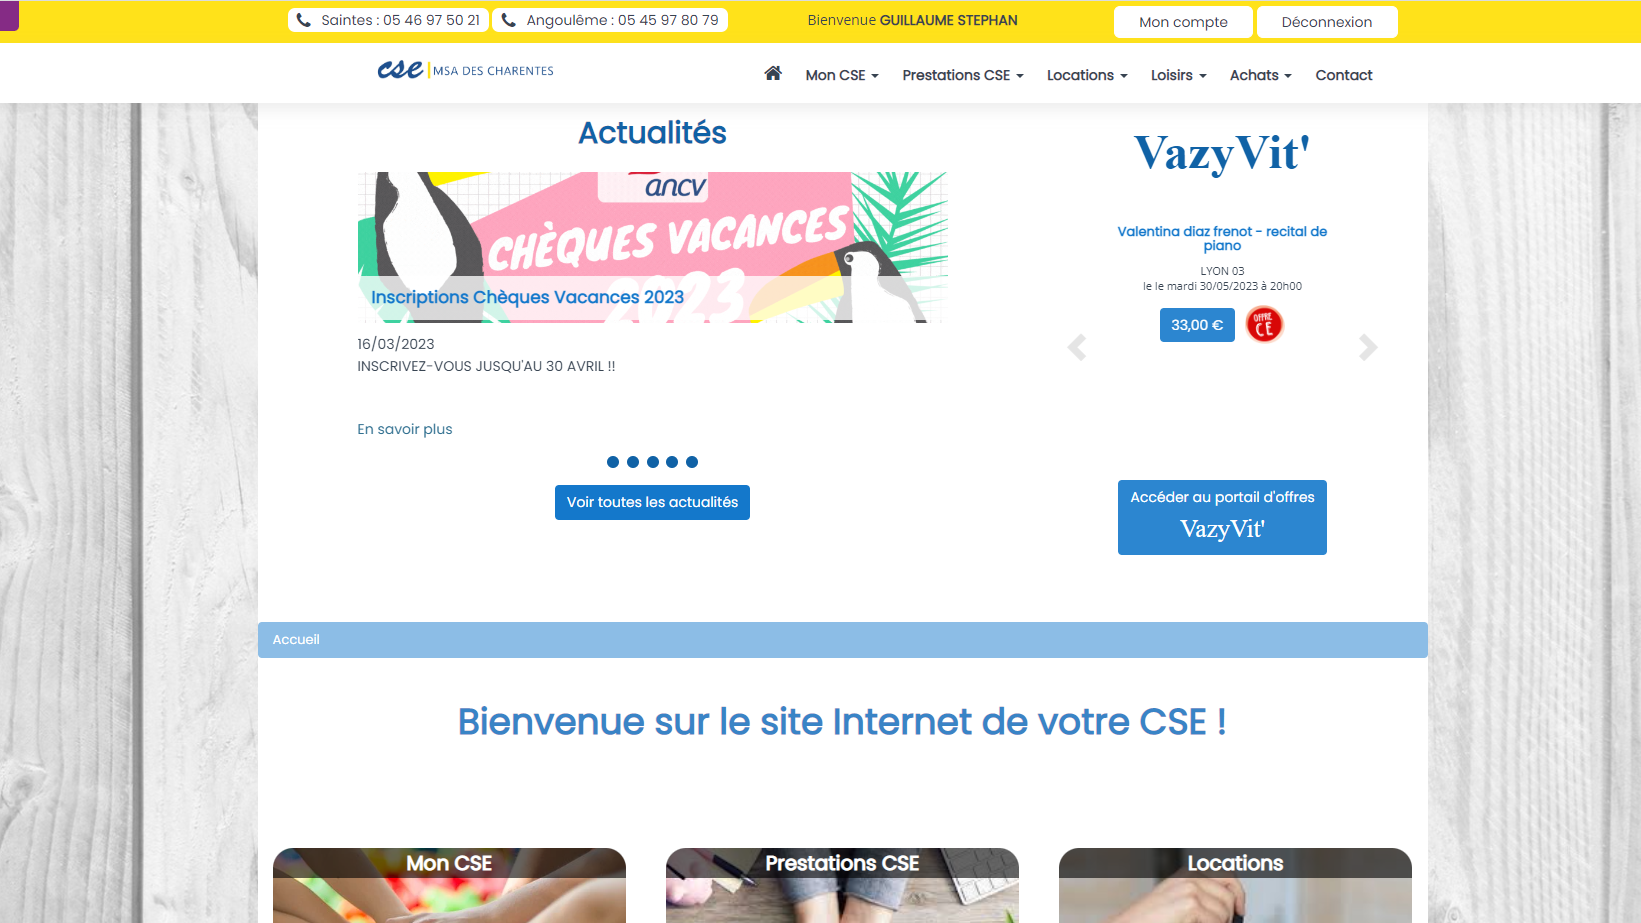 Saintes : 05 46 97 50 21
Angoulême : 05 45 97 80 79
Bienvenue GUILLAUME STEPHAN
Mon compte
Déconnexion
cse MSA DES CHARENTES
Mon CSE
Prestations CSE
Locations
Loisirs
Achats
Contact
Actualités
ancv
CHÈQUES VACANCES
2023
Inscriptions Chèques Vacances 2023
16/03/2023
INSCRIVEZ-VOUS JUSQU'AU 30 AVRIL !!
En savoir plus
Voir toutes les actualités
VazyVit'
Valentina diaz frenot - recital de
piano
LYON 03
le le mardi 30/05/2023 à 20h00
33,00 €
OFFRE
CE
Accéder au portail d'offres
VazyVit'
Accueil
Bienvenue sur le site Internet de votre CSE !
Mon CSE
Prestations CSE
Locations